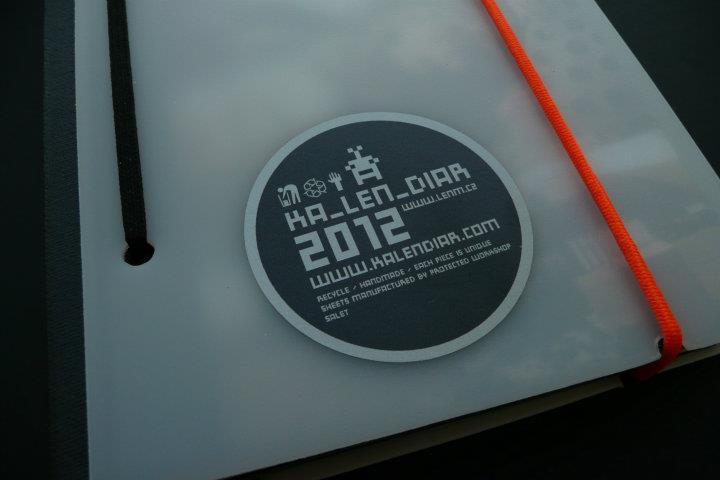 KA_LEN_DIAR
WWW.LENM.CZ
2012
WWW.KALENDIAR.COM
RECYCLE / HANDMADE / EACH PIECE IS UNIQUE
SHEETS MANUFACTURED BY PROTECTED WORKSHOP
SALET